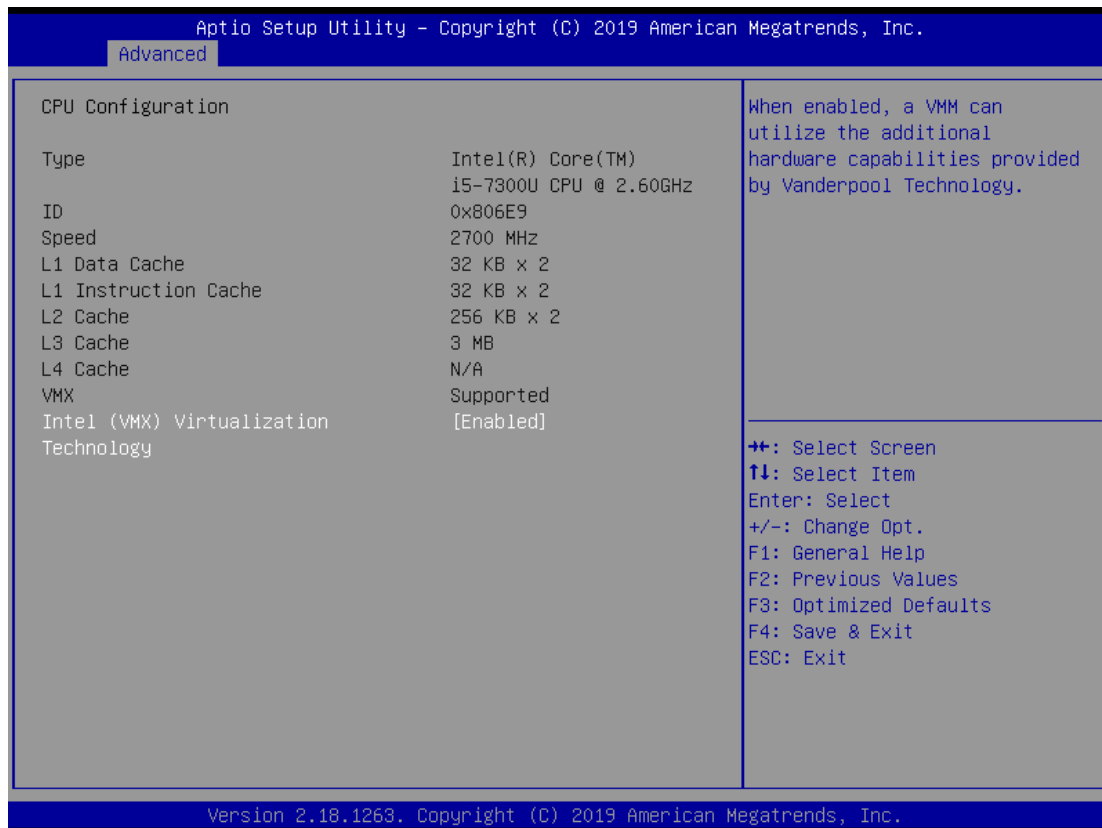 Aptio Setup Utility – Copyright (C) 2019 American Megatrends, Inc.
Advanced
CPU Configuration
Type Intel(R) Core(TM)
i5-7300U CPU @ 2.60GHz
ID 0x806E9
Speed 2700 MHz
L1 Data Cache 32 KB x 2
L1 Instruction Cache 32 KB x 2
L2 Cache 256 KB x 2
L3 Cache 3 MB
L4 Cache N/A
VMX Supported
Intel (VMX) Virtualization [Enabled]
Technology
When enabled, a VMM can
utilize the additional
hardware capabilities provided
by Vanderpool Technology.
→←: Select Screen
↑↓: Select Item
Enter: Select
+/-: Change Opt.
F1: General Help
F2: Previous Values
F3: Optimized Defaults
F4: Save & Exit
ESC: Exit
Version 2.18.1263. Copyright (C) 2019 American Megatrends, Inc.